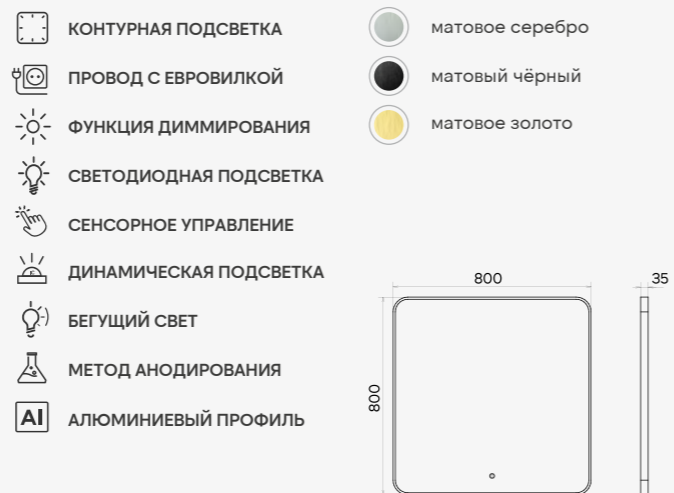 КОНТУРНАЯ ПОДСВЕТКА
ПРОВОД С ЕВРОВИЛКОЙ
ФУНКЦИЯ ДИММИРОВАНИЯ
СВЕТОДИОДНАЯ ПОДСВЕТКА
СЕНСОРНОЕ УПРАВЛЕНИЕ
ДИНАМИЧЕСКАЯ ПОДСВЕТКА
БЕГУЩИЙ СВЕТ
МЕТОД АНОДИРОВАНИЯ
Al АЛЮМИНИЕВЫЙ ПРОФИЛЬ
матовое серебро
матовый чёрный
матовое золото
800
35
800